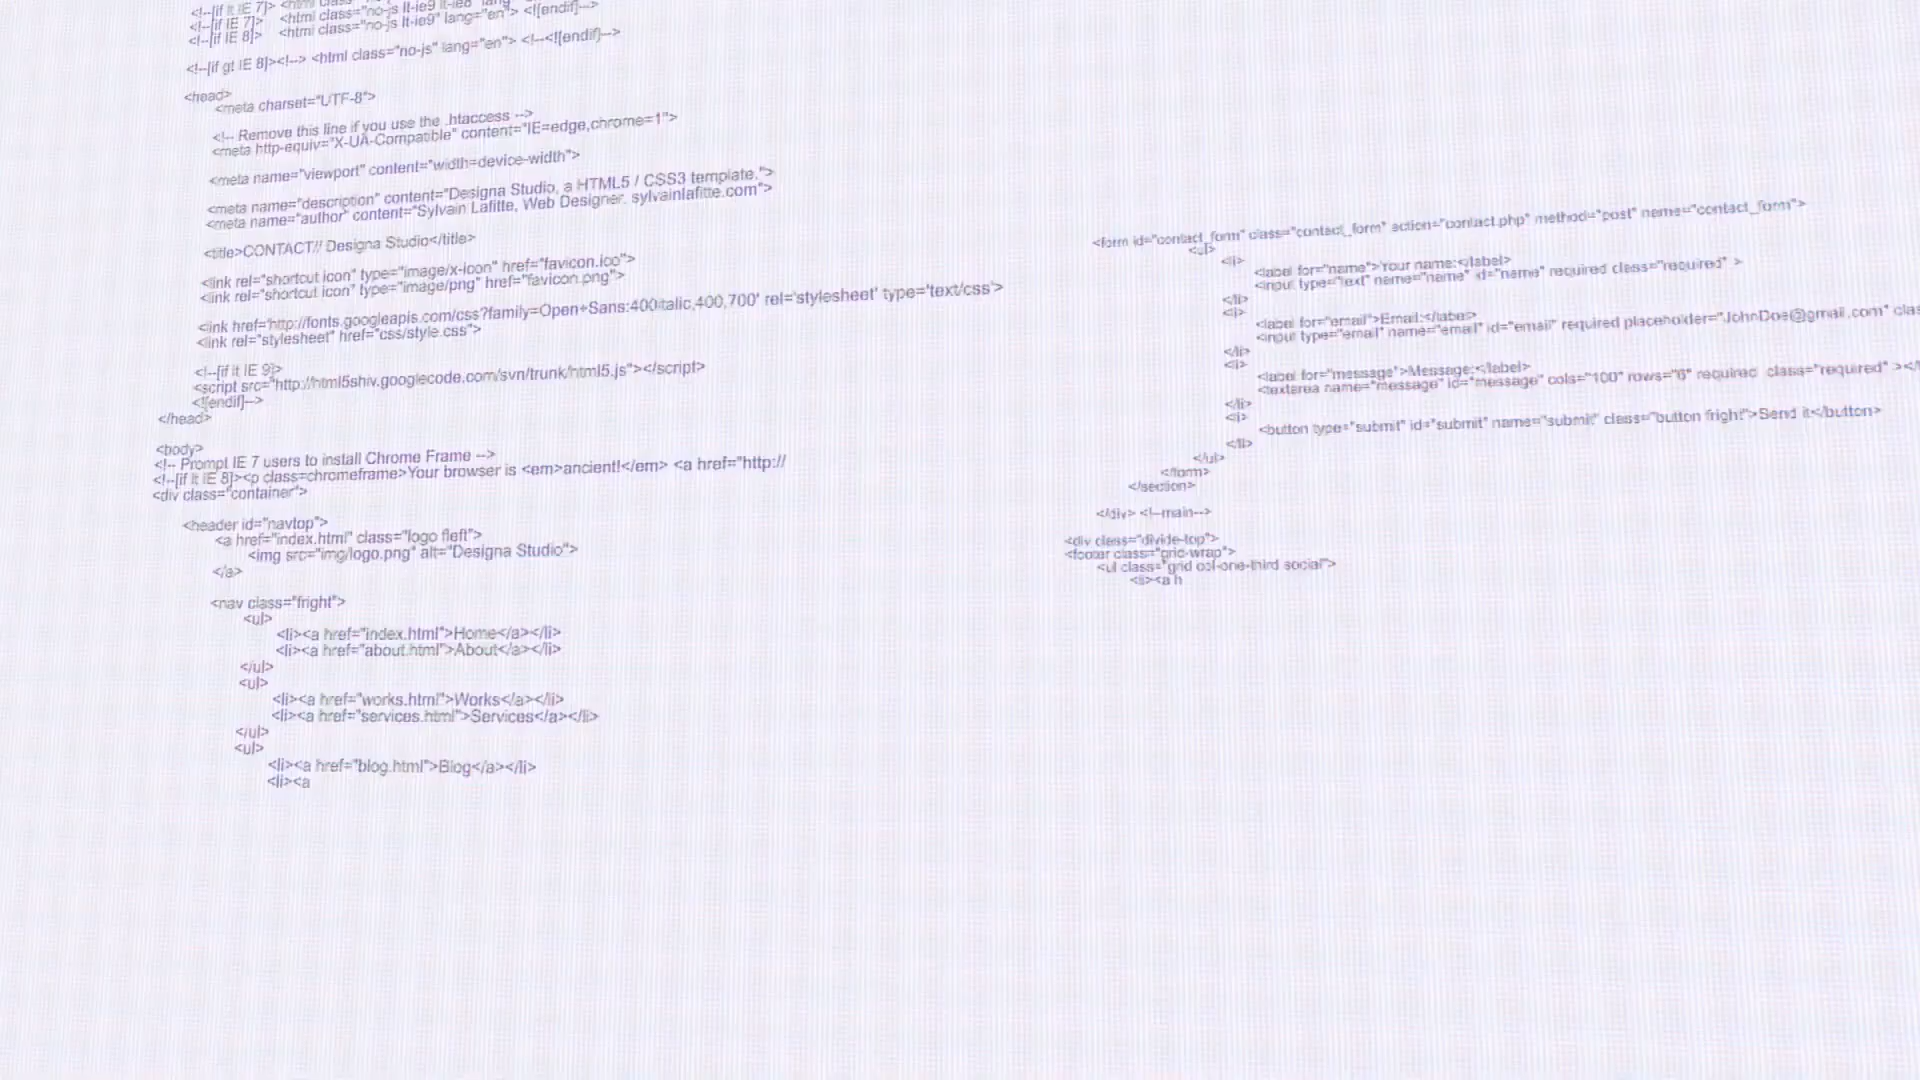 <!--[if lt IE 7]> <html class="no-js lt-ie9 lt-ie8
<!--[if IE 7]> <html class="no-js lt-ie9 lt-ie8" lang="en"> <![endif]-->
<!--[if IE 8]> <html class="no-js lt-ie9" lang="en"> <![endif]-->
<!--[if gt IE 8]><!--> <html class="no-js" lang="en"> <!--<![endif]-->
<head>
<meta charset="UTF-8">
<!-- Remove this line if you use the .htaccess -->
<meta http-equiv="X-UA-Compatible" content="IE=edge,chrome=1">
<meta name="viewport" content="width=device-width">
<meta name="description" content="Designa Studio, a HTML5 / CSS3 template.">
<meta name="author" content="Sylvain Lafitte, Web Designer, sylvainlafitte.com">
<title>CONTACT// Designa Studio</title>
<link rel="shortcut icon" type="image/x-icon" href="favicon.ico">
<link rel="shortcut icon" type="image/png" href="favicon.png">
<link href='http://fonts.googleapis.com/css?family=Open+Sans:400italic,400,700' rel='stylesheet' type='text/css'>
<link rel="stylesheet" href="css/style.css">
<!--[if lt IE 9]>
<script src="http://html5shiv.googlecode.com/svn/trunk/html5.js"></script>
<![endif]-->
</head>
<body>
<!-- Prompt IE 7 users to install Chrome Frame -->
<!--[if lt IE 8]><p class=chromeframe>Your browser is <em>ancient!</em> <a href="http://
<div class="container">
<header id="navtop">
<a href="index.html" class="logo fleft">
<img src="img/logo.png" alt="Designa Studio">
</a>
<nav class="fright">
<ul>
<li><a href="index.html">Home</a></li>
<li><a href="about.html">About</a></li>
</ul>
<ul>
<li><a href="works.html">Works</a></li>
<li><a href="services.html">Services</a></li>
</ul>
<ul>
<li><a href="blog.html">Blog</a></li>
<li><a
<form id="contact_form" class="contact_form" action="contact.php" method="post" name="contact_form">
<ul>
<li>
<label for="name">Your name:</label>
<input type="text" name="name" id="name" required class="required" >
</li>
<li>
<label for="email">Email:</label>
<input type="email" name="email" id="email" required placeholder="JohnDoe@gmail.com" clas
</li>
<li>
<label for="message">Message:</label>
<textarea name="message" id="message" cols="100" rows="6" required class="required" ></
</li>
<li>
<button type="submit" id="submit" name="submit" class="button fright">Send it</button>
</li>
</ul>
</form>
</section>
</div> <!--main-->
<div class="divide-top">
<footer class="grid-wrap">
<ul class="grid col-one-third social">
<li><a h